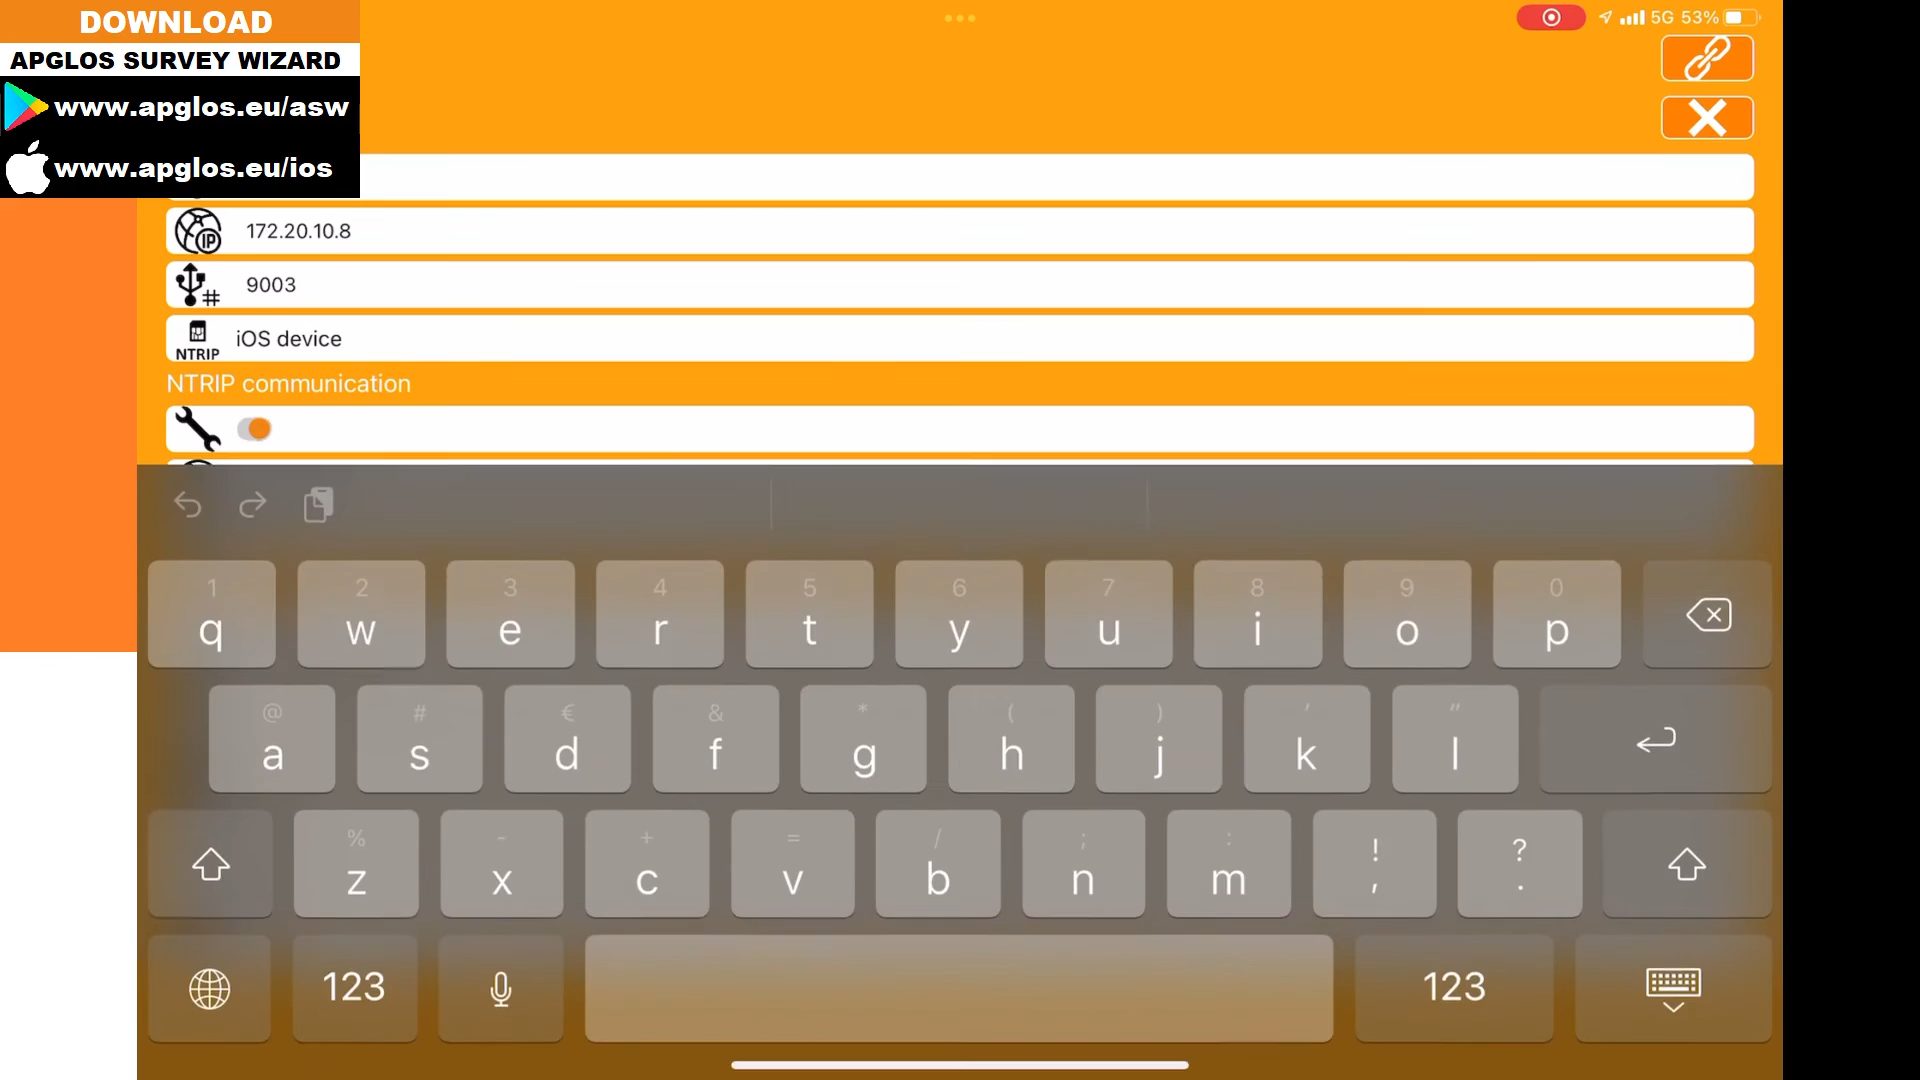 DOWNLOAD
APGLOS SURVEY WIZARD
www.apglos.eu/asw
www.apglos.eu/ios
5G 53%
IP 172.20.10.8
# 9003
NTRIP iOS device
NTRIP communication
1 2 3 4 5 6 7 8 9 0
q w e r t y u i o p
@ # € & * ( ) ' "
a s d f g h j k l
% - + = / ; : ! ?
z x c v b n m , .
123 123